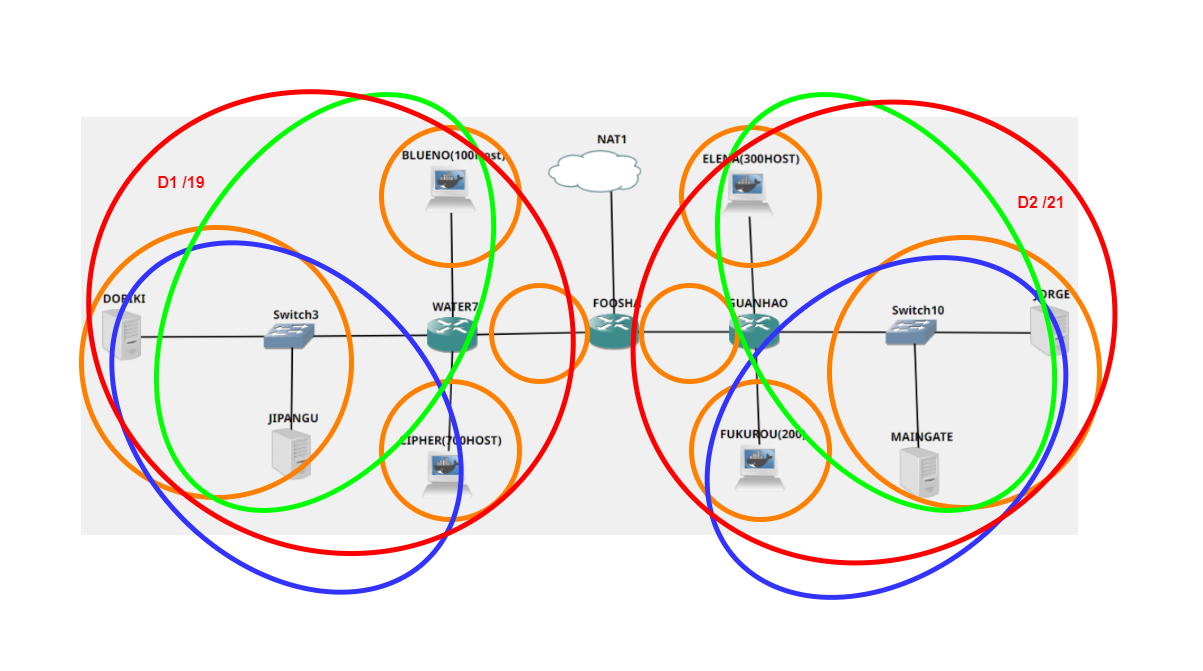 NAT1
BLUENO(100Host)
ELENA(300HOST)
D1 /19
D2 /21
DORIKI
JORGE
WATER7
FOOSHA
GUANHAO
Switch3
Switch10
JIPANGU
CIPHER(700HOST)
FUKUROU(200)
MAINGATE